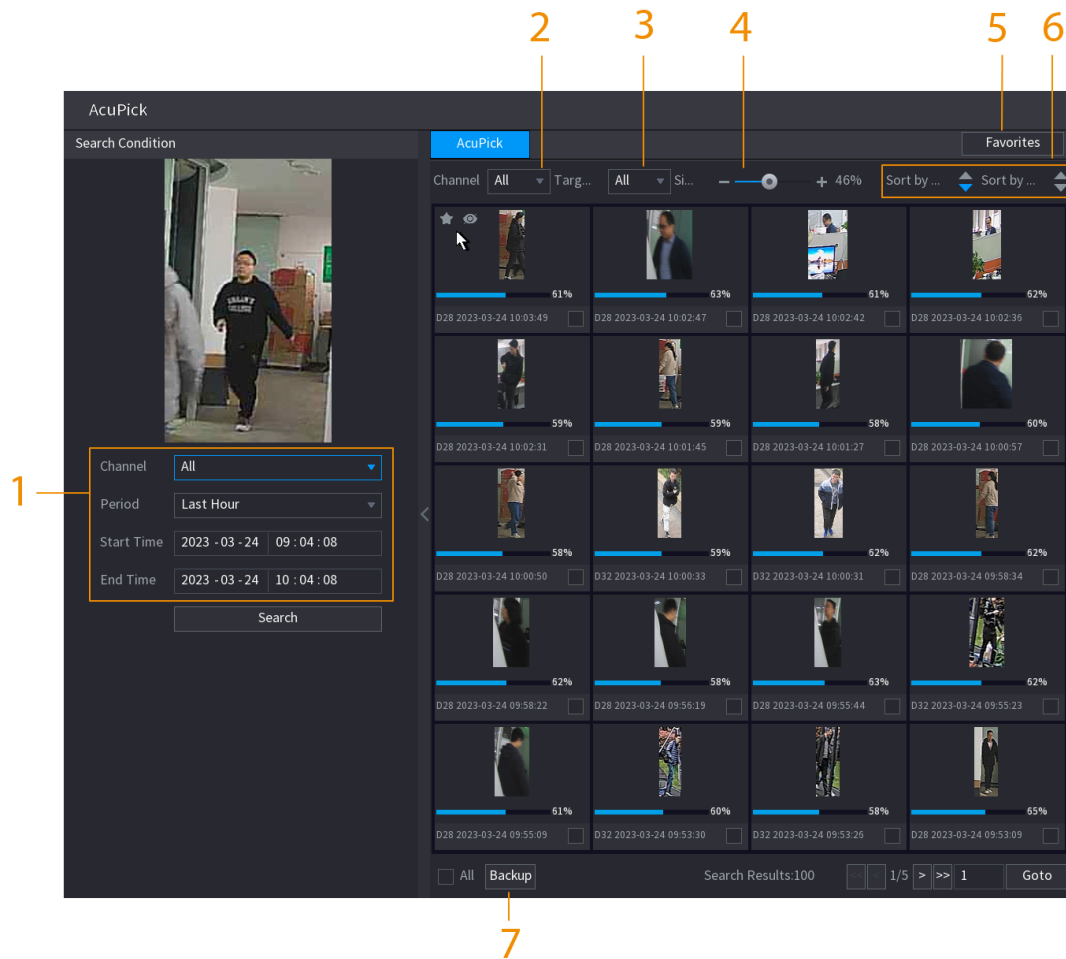 2 3 4 5 6
AcuPick
Search Condition
AcuPick
Favorites
Channel All Targ... All Si... 46% Sort by ... Sort by ...
61% 63% 61% 62%
D28 2023-03-24 10:03:49 D28 2023-03-24 10:02:47 D28 2023-03-24 10:02:42 D28 2023-03-24 10:02:36
59% 59% 58% 60%
D28 2023-03-24 10:02:31 D28 2023-03-24 10:01:45 D28 2023-03-24 10:01:27 D28 2023-03-24 10:00:57
58% 59% 62% 62%
D28 2023-03-24 10:00:50 D32 2023-03-24 10:00:33 D32 2023-03-24 10:00:31 D28 2023-03-24 09:58:34
62% 58% 63% 62%
D28 2023-03-24 09:58:22 D28 2023-03-24 09:56:19 D28 2023-03-24 09:55:44 D32 2023-03-24 09:55:23
61% 60% 58% 65%
D28 2023-03-24 09:55:09 D32 2023-03-24 09:53:30 D32 2023-03-24 09:53:26 D28 2023-03-24 09:53:09
1
Channel All
Period Last Hour
Start Time 2023 - 03 - 24 09 : 04 : 08
End Time 2023 - 03 - 24 10 : 04 : 08
Search
All Backup Search Results:100 << < 1/5 > >> 1 Goto
7